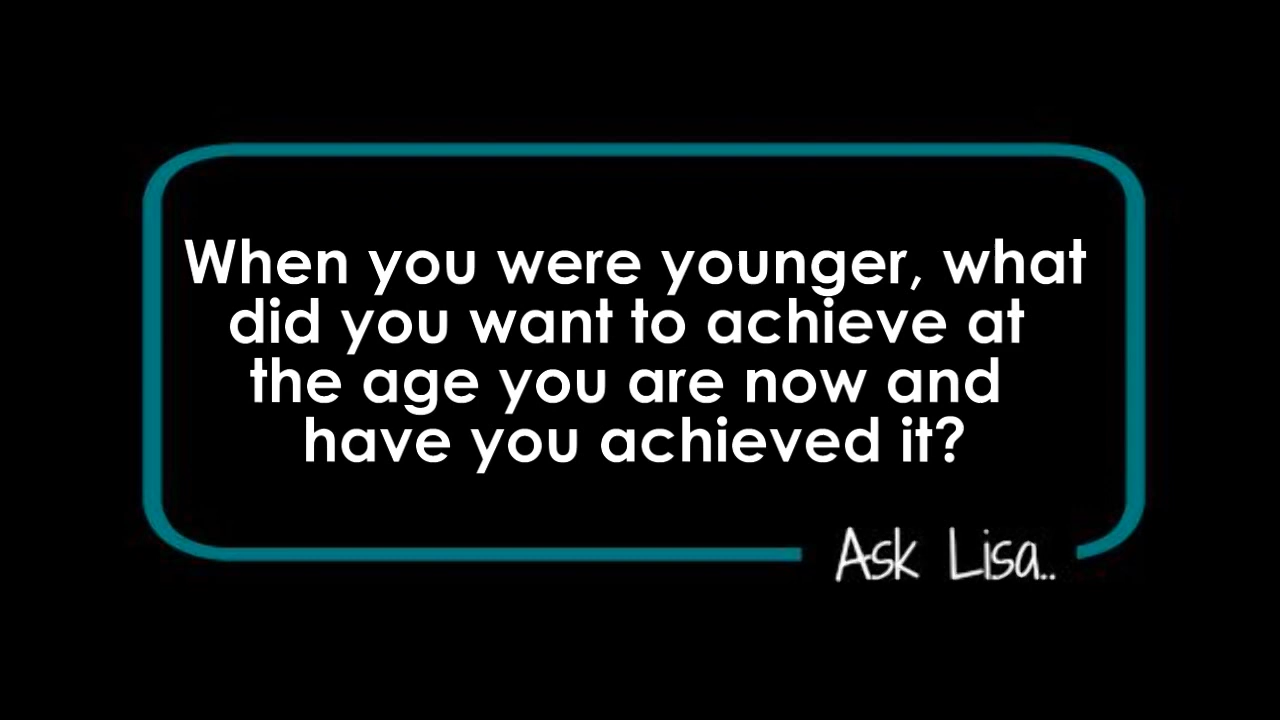 When you were younger, what
did you want to achieve at
the age you are now and
have you achieved it?
Ask Lisa..